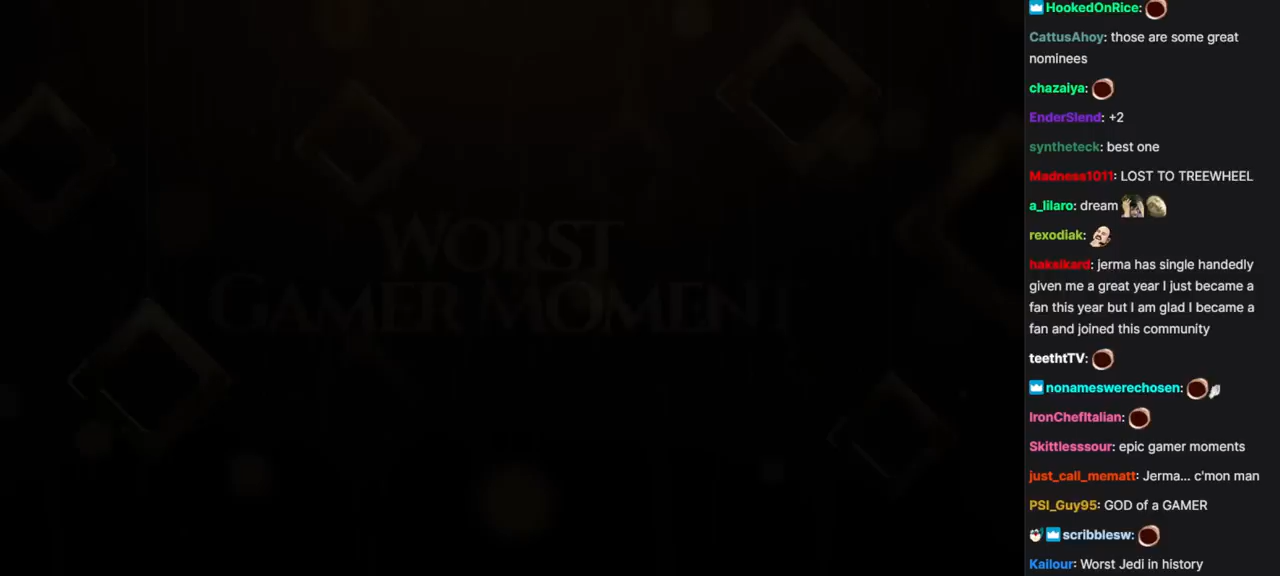 WORST
GAMER MOMENT
HookedOnRice:
CattusAhoy: those are some great
nominees
chazaiya:
EnderSlend: +2
syntheteck: best one
Madness1011: LOST TO TREEWHEEL
a_lilaro: dream
rexodiak:
haksikard: jerma has single handedly
given me a great year I just became a
fan this year but I am glad I became a
fan and joined this community
teethtTV:
nonameswerechosen:
IronChefItalian:
Skittlesssour: epic gamer moments
just_call_mematt: Jerma... c'mon man
PSI_Guy95: GOD of a GAMER
scribblesw:
Kailour: Worst Jedi in history